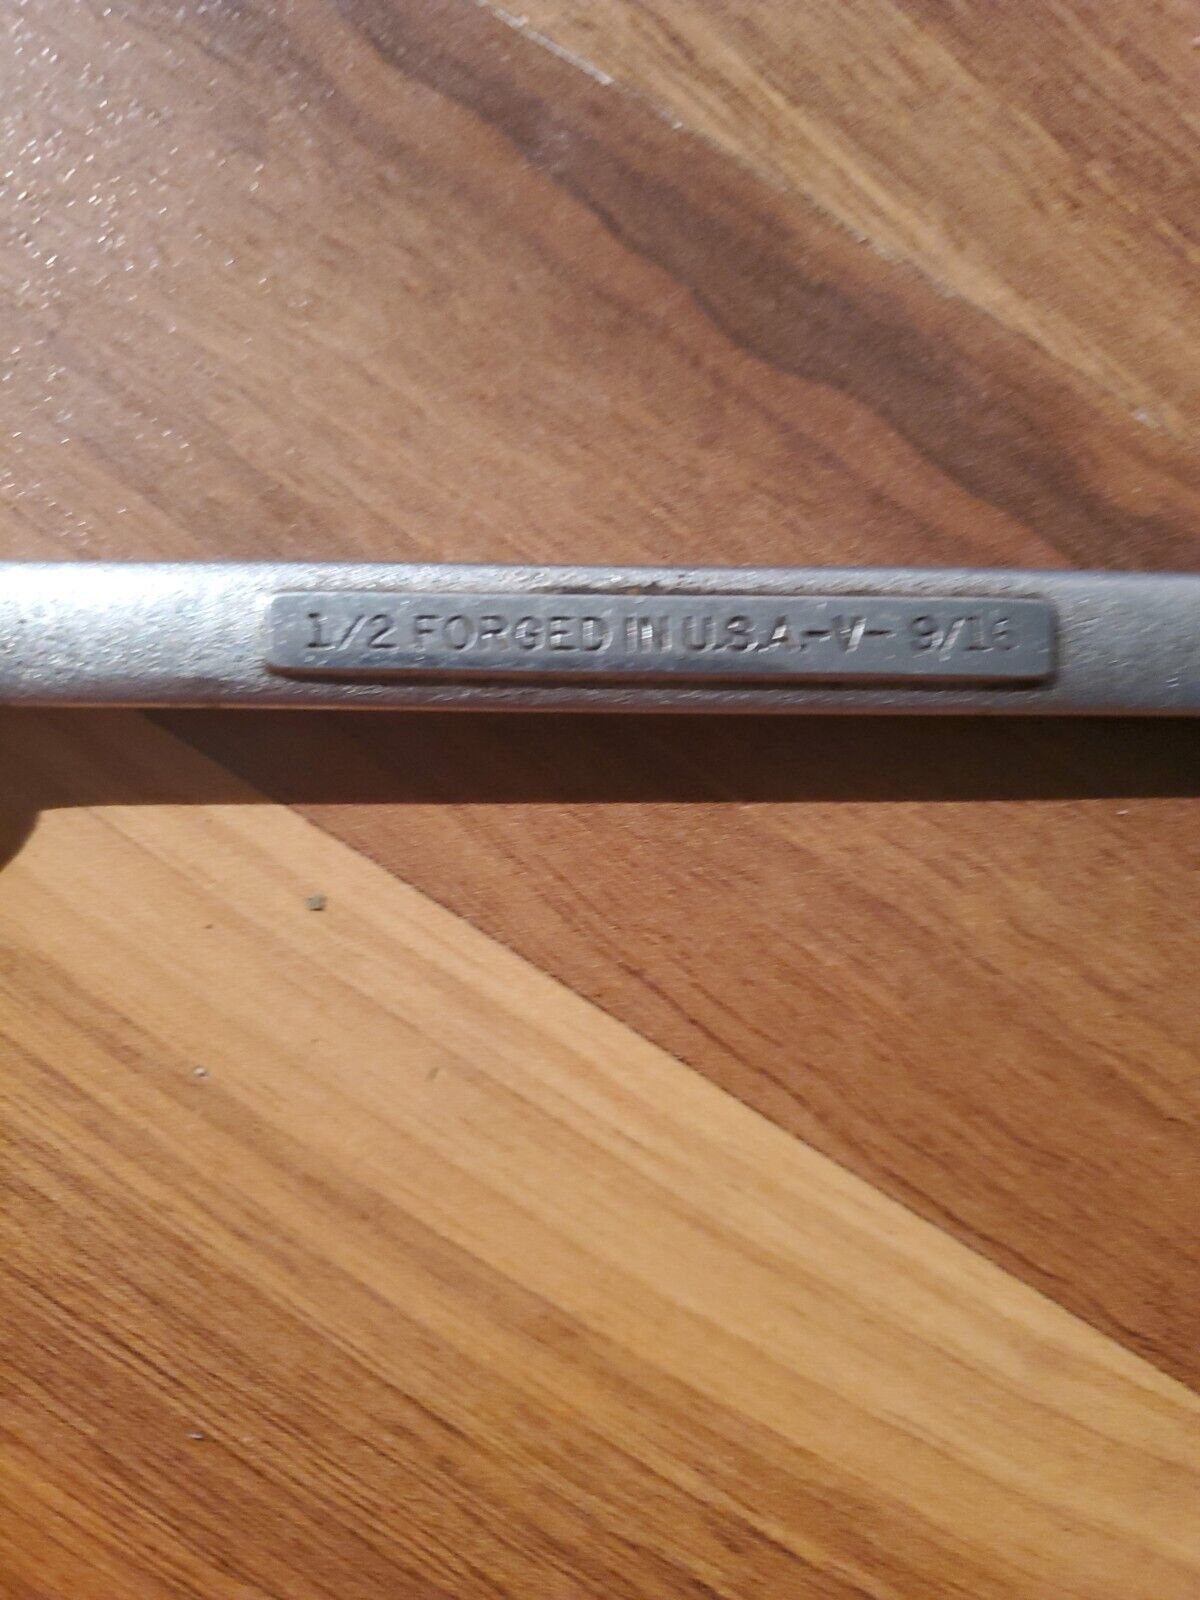 1/2 FORGED IN U.S.A.-V- 9/16